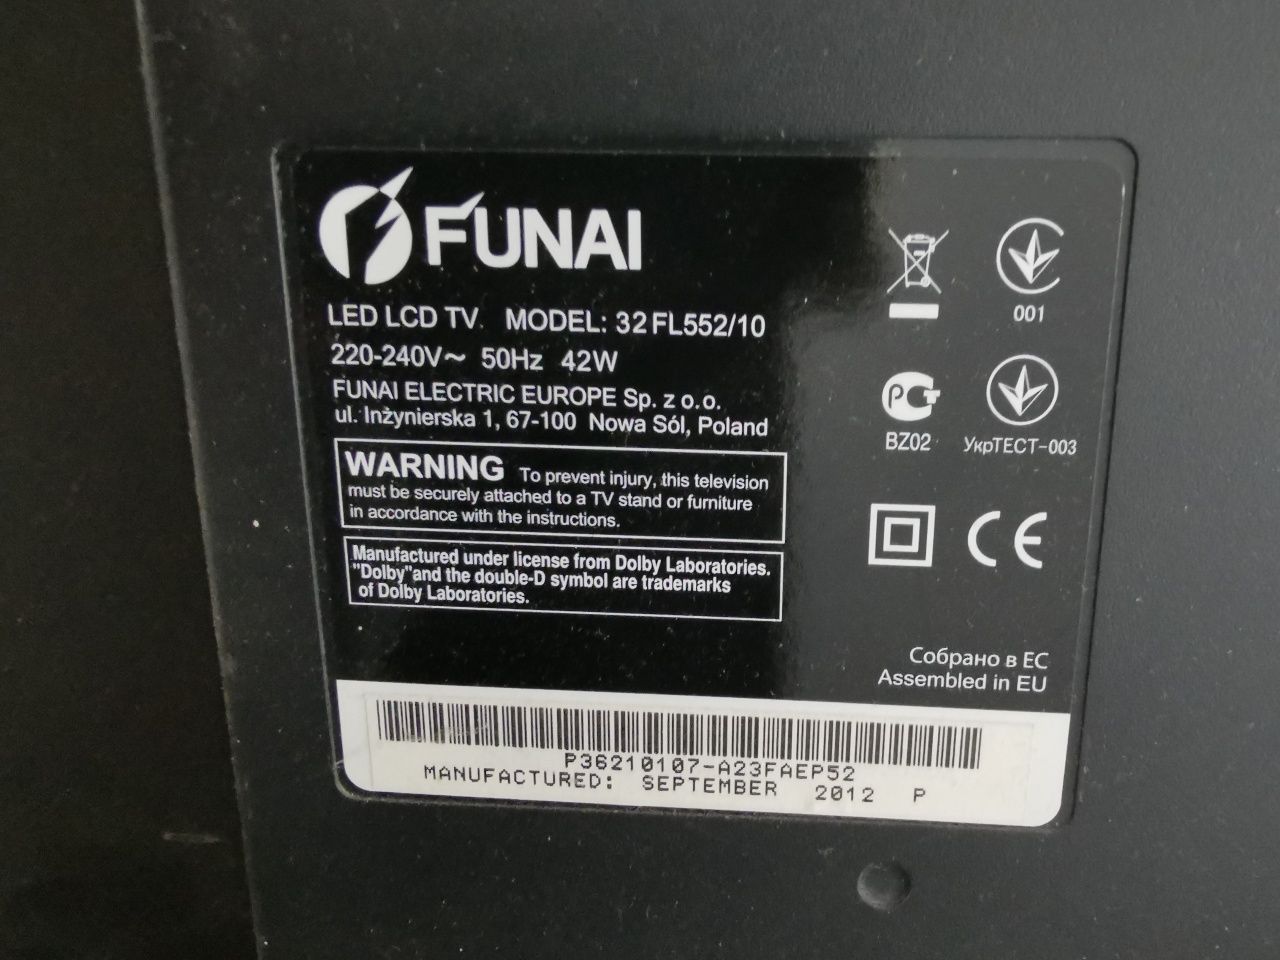 FUNAI
LED LCD TV. MODEL: 32FL552/10
220-240V~ 50Hz 42W
FUNAI ELECTRIC EUROPE Sp. z o.o.
ul. Inżynierska 1, 67-100 Nowa Sól, Poland
WARNING To prevent injury, this television
must be securely attached to a TV stand or furniture
in accordance with the instructions.
Manufactured under license from Dolby Laboratories.
"Dolby"and the double-D symbol are trademarks
of Dolby Laboratories.
001
РСТ
BZ02
УкрТЕСТ-003
CE
Собрано в ЕС
Assembled in EU
P36210107-A23FAEP52
MANUFACTURED: SEPTEMBER 2012 P